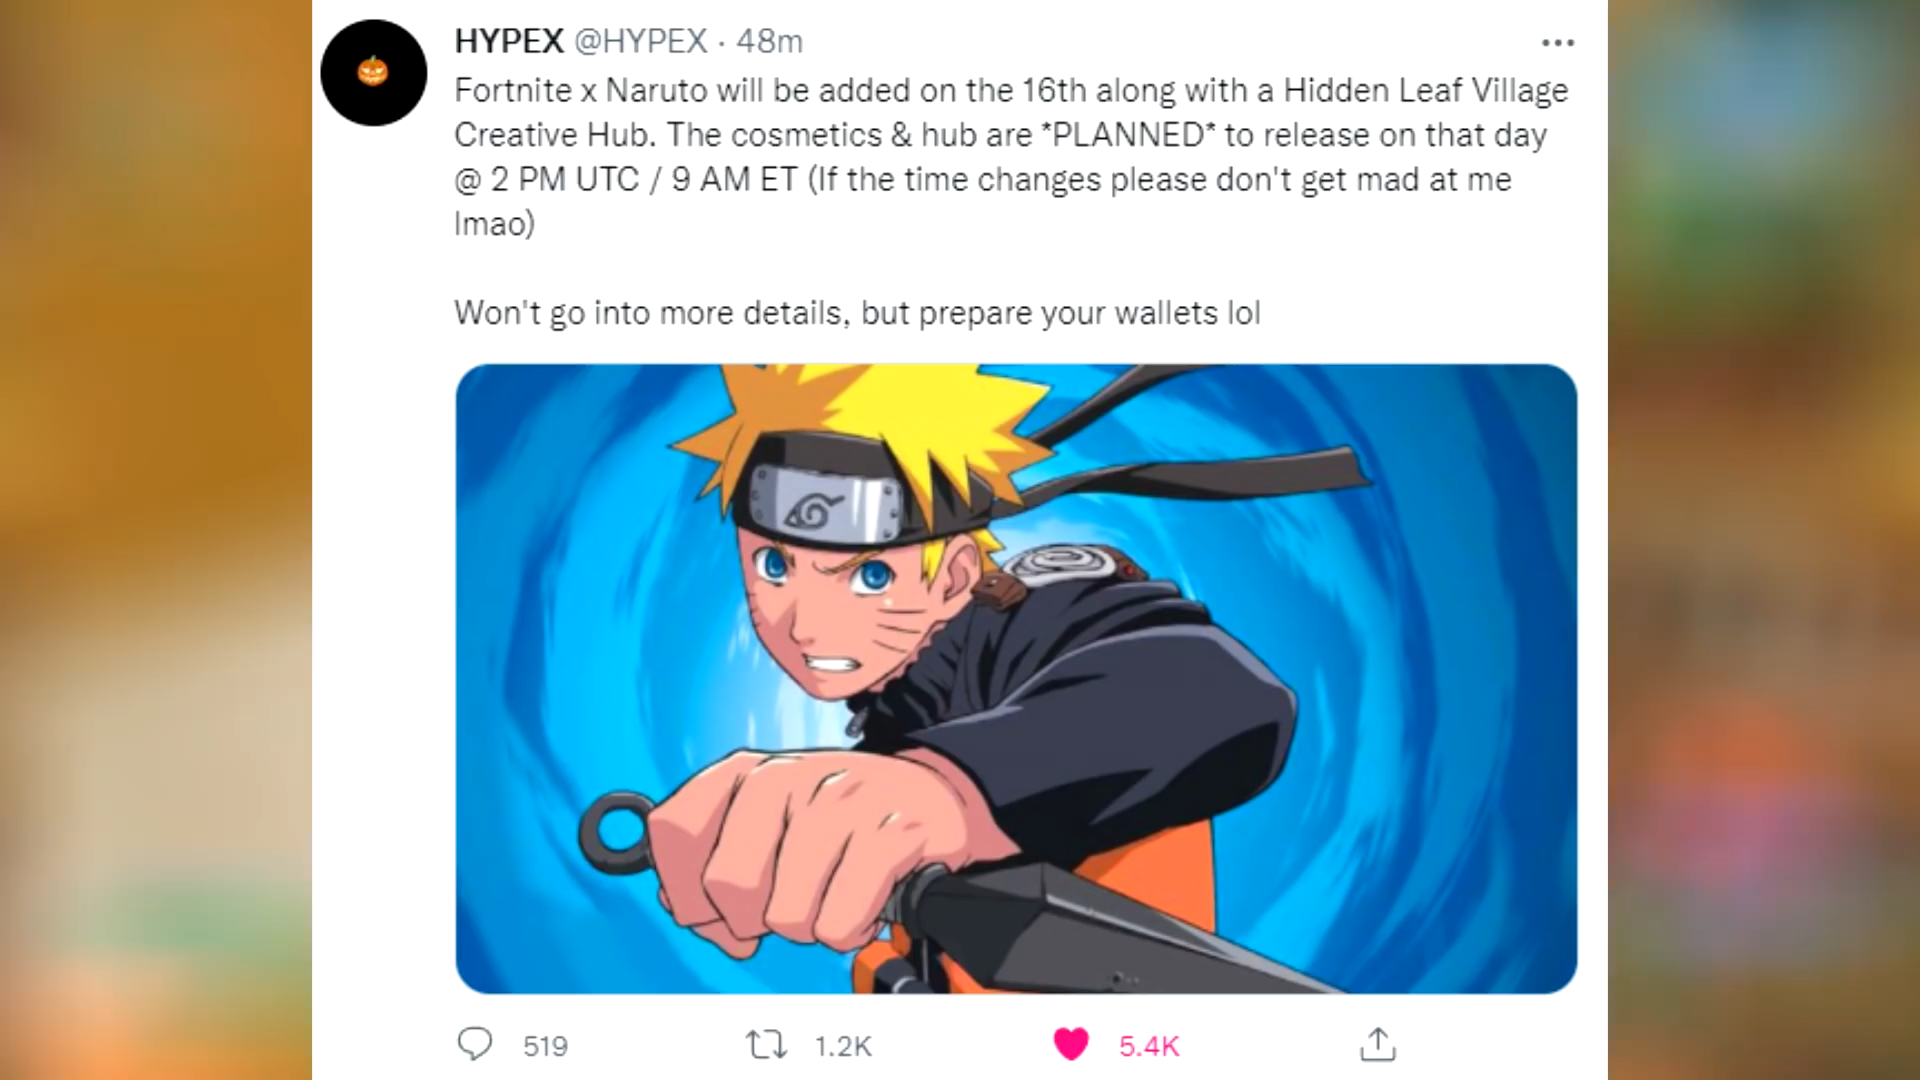 HYPEX @HYPEX · 48m
Fortnite x Naruto will be added on the 16th along with a Hidden Leaf Village
Creative Hub. The cosmetics & hub are *PLANNED* to release on that day
@ 2 PM UTC / 9 AM ET (If the time changes please don't get mad at me
lmao)
Won't go into more details, but prepare your wallets lol
519 1.2K 5.4K